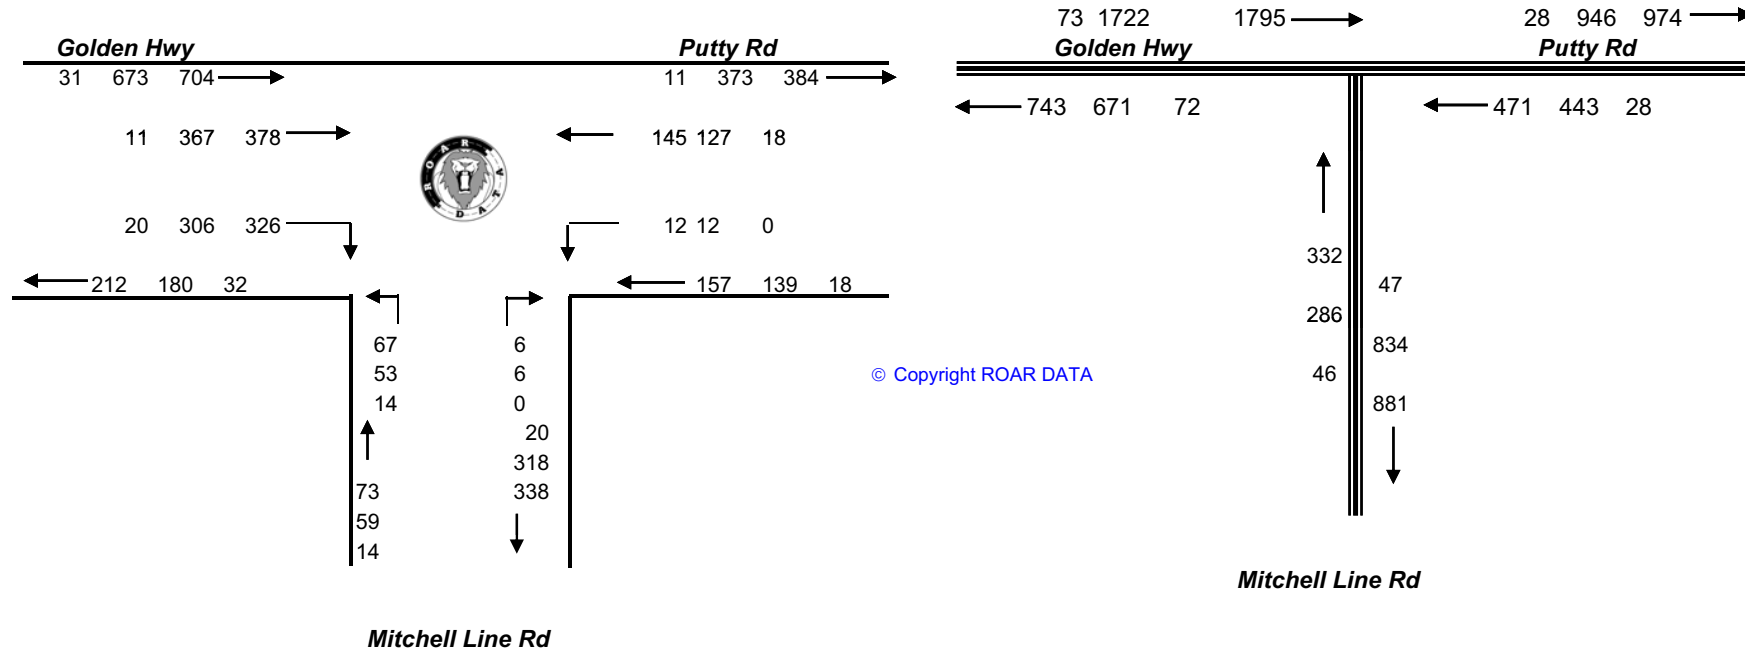 73 1722 1795
28 946 974
Golden Hwy
Putty Rd
Golden Hwy
Putty Rd
31 673 704
11 373 384
743 671 72
471 443 28
11 367 378
145 127 18
ROAR DATA
20 306 326
12 12 0
332
212 180 32
157 139 18
47
286
67
6
834
53
6
© Copyright ROAR DATA
46
14
0
881
20
318
73
338
59
14
Mitchell Line Rd
Mitchell Line Rd